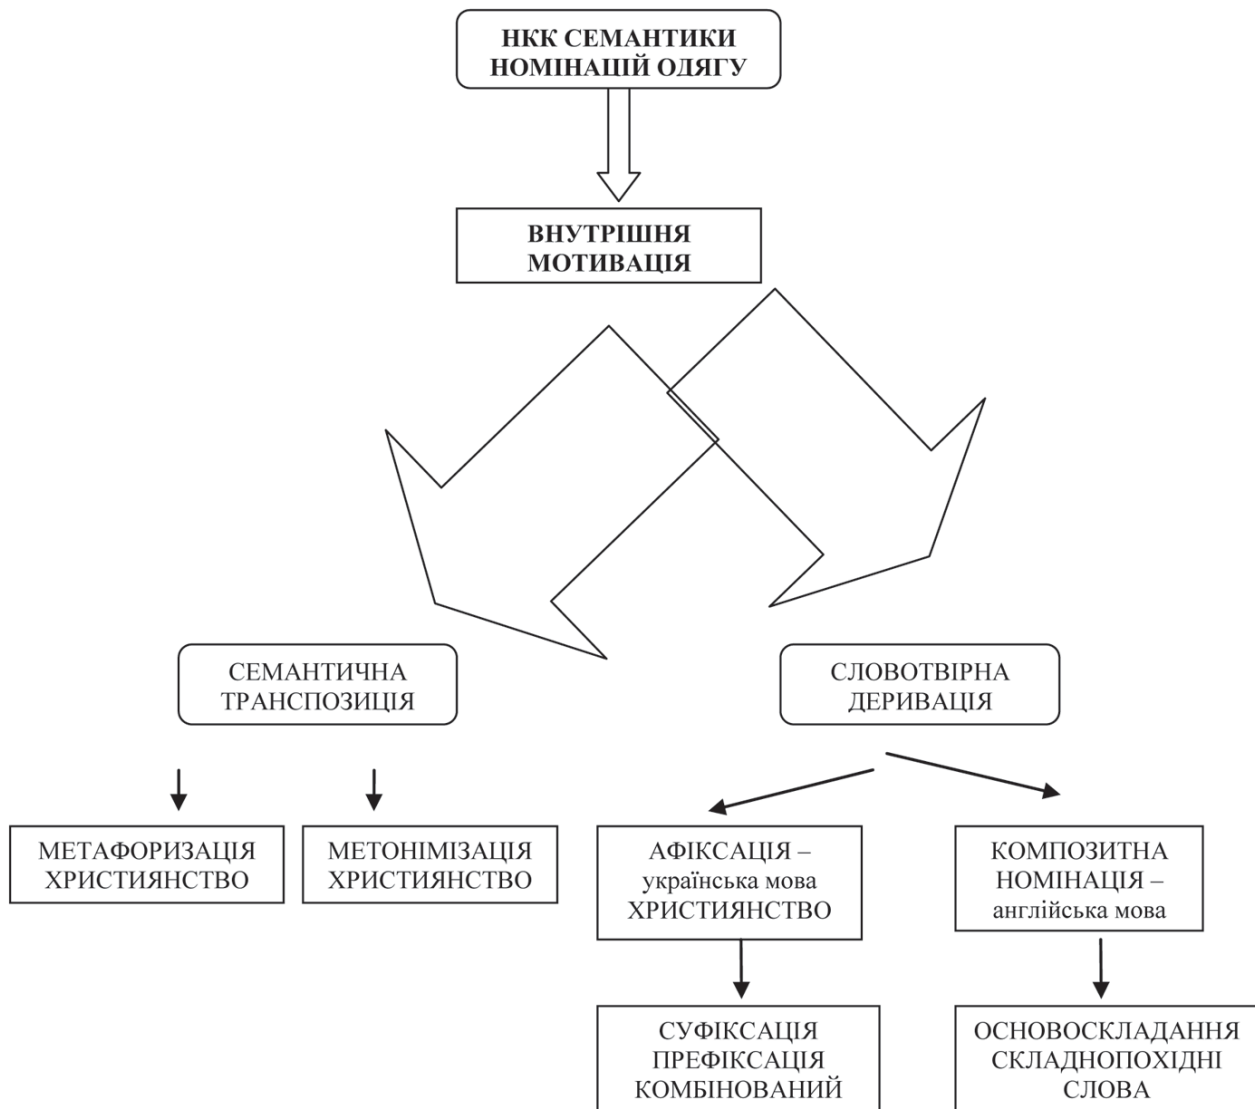 НКК СЕМАНТИКИ
НОМІНАЦІЙ ОДЯГУ
ВНУТРІШНЯ
МОТИВАЦІЯ
СЕМАНТИЧНА
ТРАНСПОЗИЦІЯ
СЛОВОТВІРНА
ДЕРИВАЦІЯ
МЕТАФОРИЗАЦІЯ
ХРИСТИЯНСТВО
МЕТОНІМІЗАЦІЯ
ХРИСТИЯНСТВО
АФІКСАЦІЯ –
українська мова
ХРИСТИЯНСТВО
КОМПОЗИТНА
НОМІНАЦІЯ –
англійська мова
СУФІКСАЦІЯ
ПРЕФІКСАЦІЯ
КОМБІНОВАНИЙ
ОСНОВОСКЛАДАННЯ
СКЛАДНОПОХІДНІ
СЛОВА